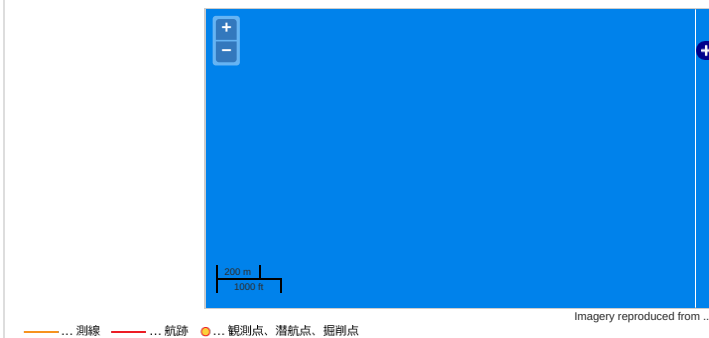 +
−
200 m
1000 ft
Imagery reproduced from ..
... 測線 ... 航跡 ... 観測点、潜航点、掘削点